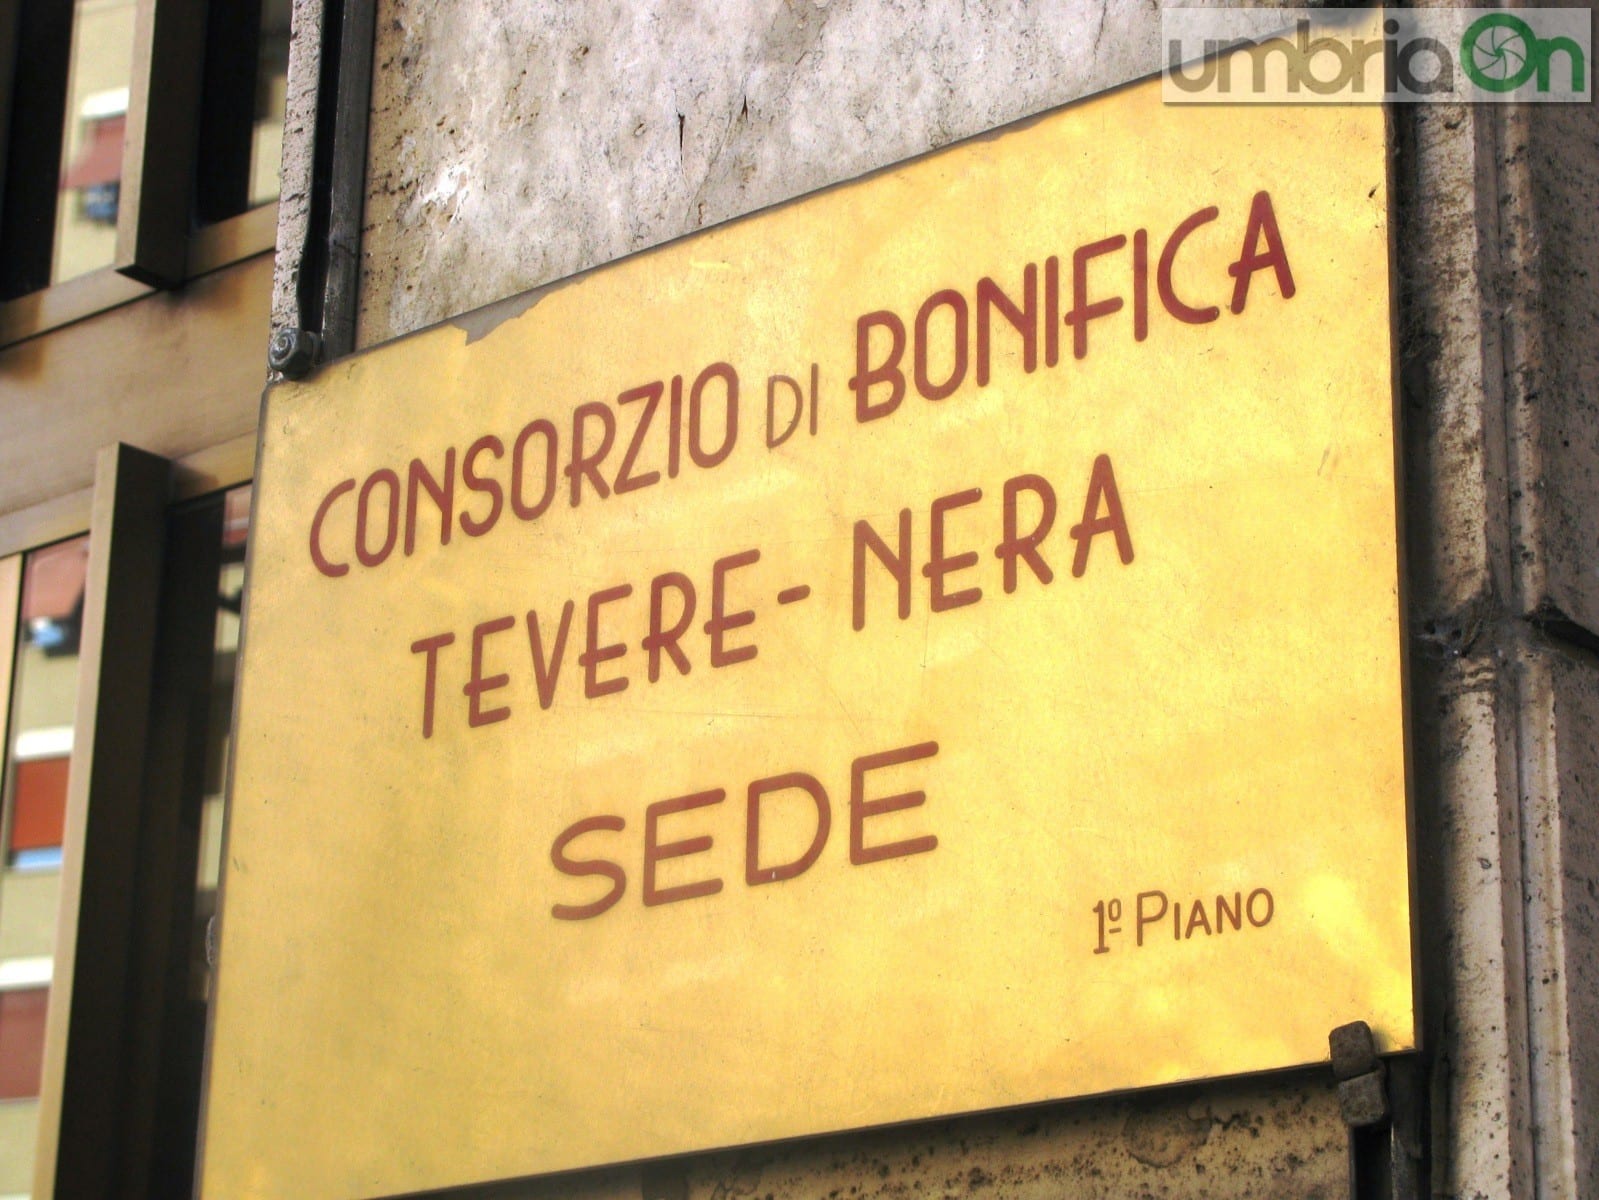 umbriaOn
CONSORZIO DI BONIFICA
TEVERE - NERA
SEDE
1º PIANO